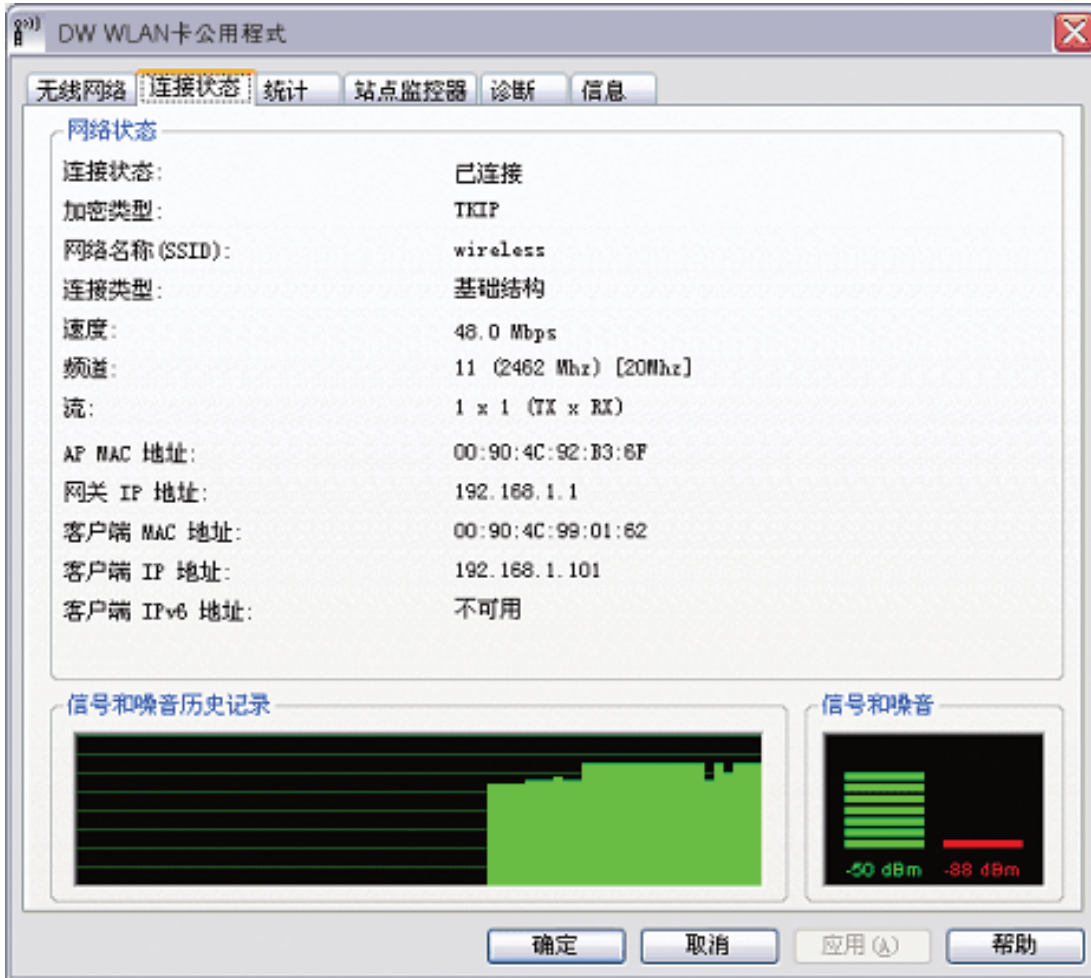 DW WLAN卡公用程式
无线网络 连接状态 统计 站点监控器 诊断 信息
网络状态
连接状态: 已连接
加密类型: TKIP
网络名称(SSID): wireless
连接类型: 基础结构
速度: 48.0 Mbps
频道: 11 (2462 Mhz) [20Mhz]
流: 1 x 1 (TX x RX)
AP MAC 地址: 00:90:4C:92:B3:6F
网关 IP 地址: 192.168.1.1
客户端 MAC 地址: 00:90:4C:99:01:62
客户端 IP 地址: 192.168.1.101
客户端 IPv6 地址: 不可用
信号和噪音历史记录 信号和噪音
-50 dBm -88 dBm
确定 取消 应用(A) 帮助